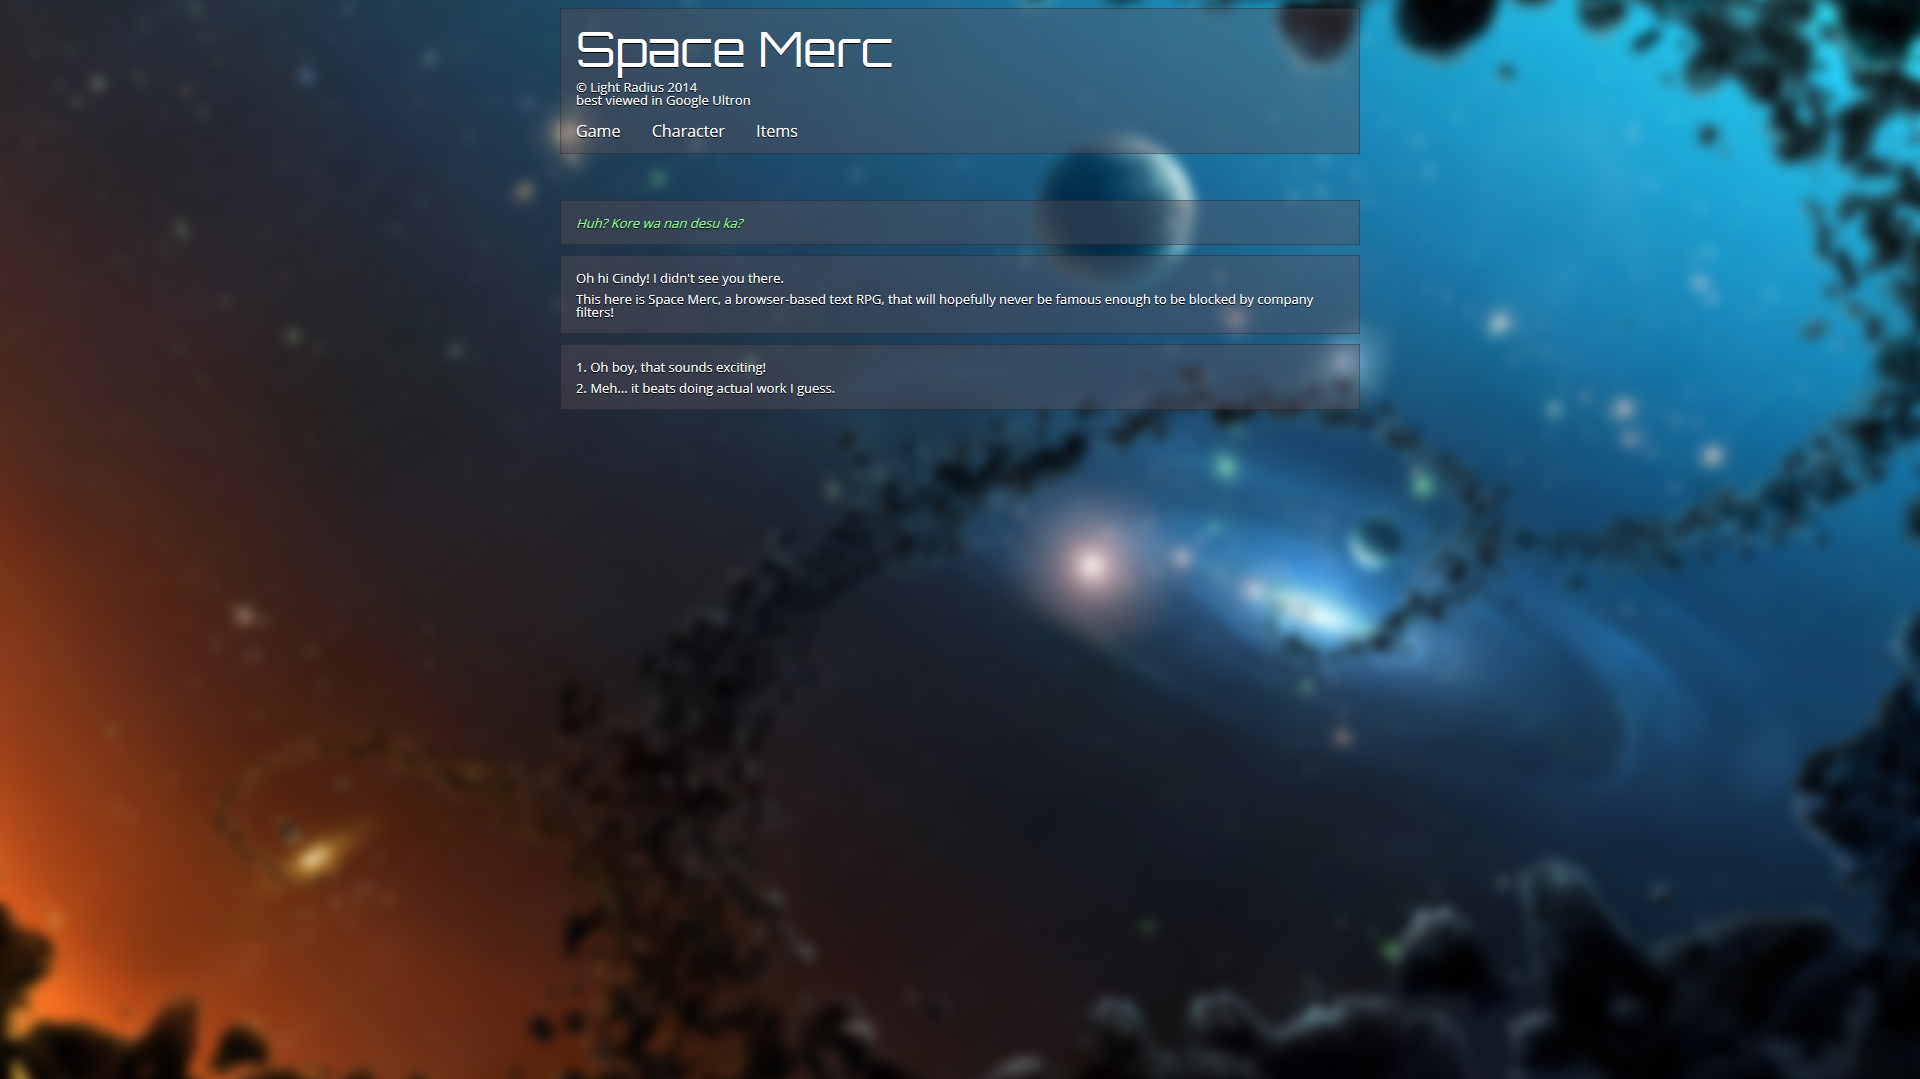 Space Merc
© Light Radius 2014
best viewed in Google Ultron
Game Character Items
Huh? Kore wa nan desu ka?
Oh hi Cindy! I didn't see you there.
This here is Space Merc, a browser-based text RPG, that will hopefully never be famous enough to be blocked by company
filters!
1. Oh boy, that sounds exciting!
2. Meh... it beats doing actual work I guess.